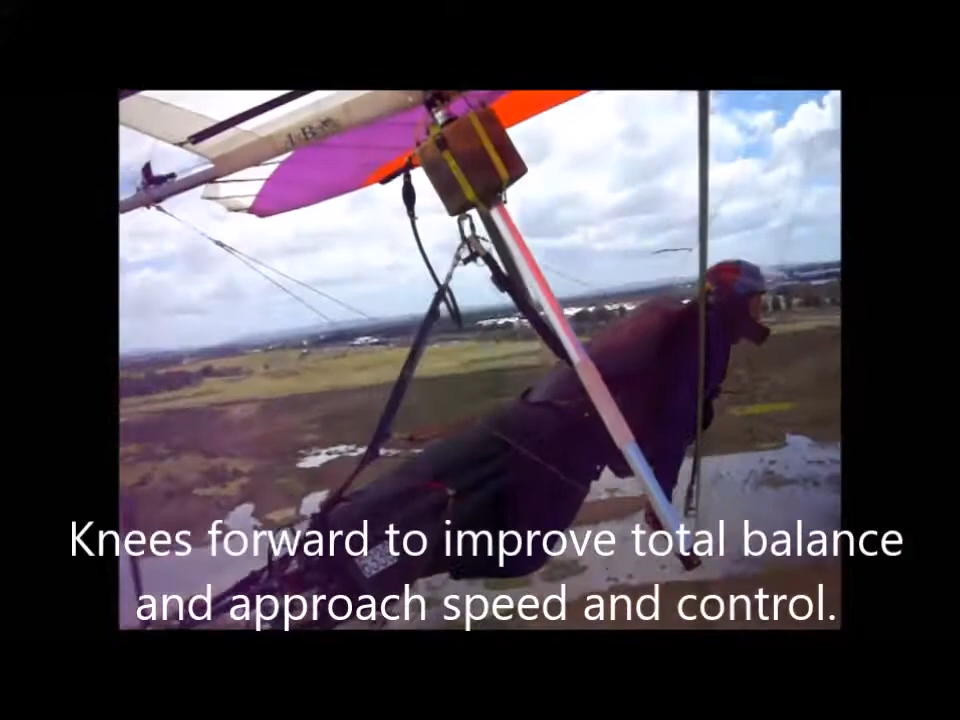 Knees forward to improve total balance
and approach speed and control.